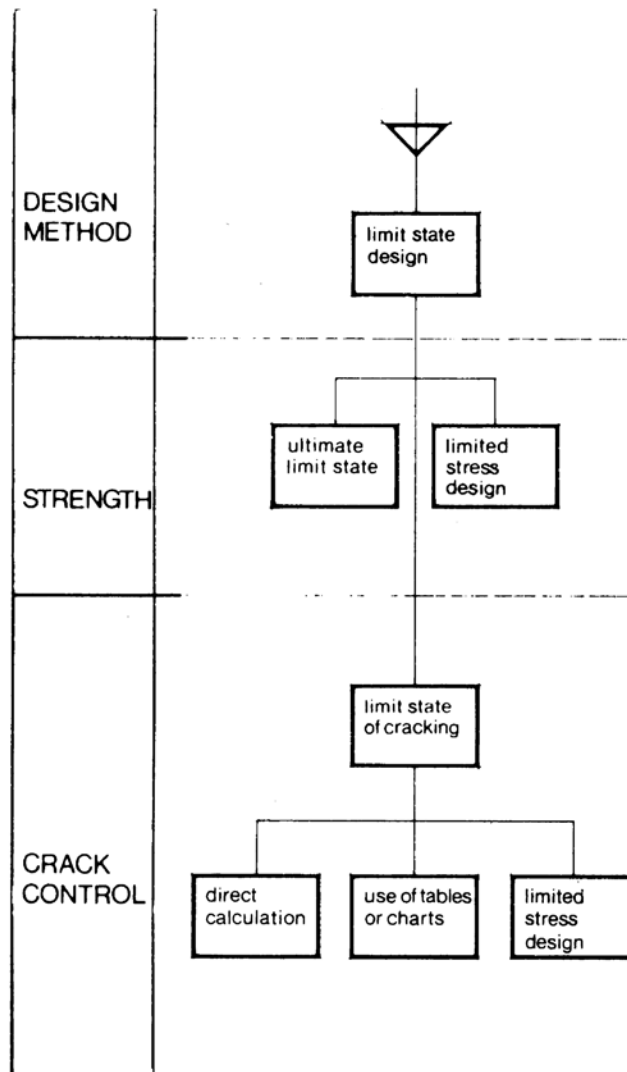 DESIGN
METHOD
limit state
design
STRENGTH
ultimate
limit state
limited
stress
design
CRACK
CONTROL
limit state
of cracking
direct
calculation
use of tables
or charts
limited
stress
design